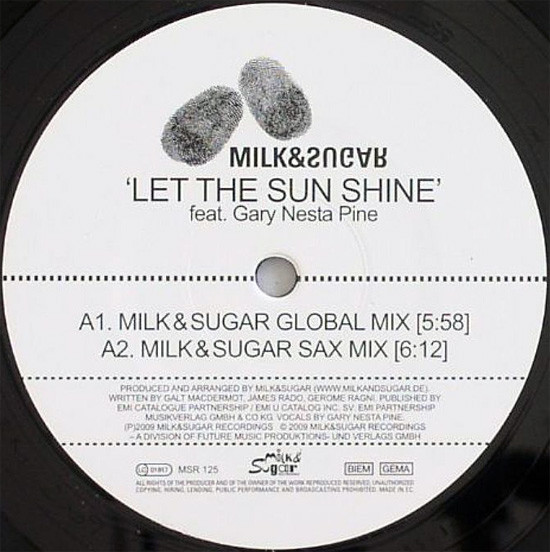 MILK&SUGAR
'LET THE SUN SHINE'
feat. Gary Nesta Pine
A1. MILK & SUGAR GLOBAL MIX [5:58]
A2. MILK & SUGAR SAX MIX [6:12]
PRODUCED AND ARRANGED BY MILK&SUGAR (WWW.MILKANDSUGAR.DE).
WRITTEN BY GALT MACDERMOT, JAMES RADO, GEROME RAGNI. PUBLISHED BY
EMI CATALOGUE PARTNERSHIP / EMI U CATALOG INC. SV. EMI PARTNERSHIP
MUSIKVERLAG GMBH & CO KG. VOCALS BY GARY NESTA PINE.
(P)2009 MILK&SUGAR RECORDINGS © 2009 MILK&SUGAR RECORDINGS
– A DIVISION OF FUTURE MUSIC PRODUKTIONS- UND VERLAGS GMBH
LC 01857 MSR 125 Milk & Sugar BIEM GEMA
ALL RIGHTS OF THE PRODUCER AND OF THE OWNER OF THE WORK REPRODUCED RESERVED. UNAUTHORIZED
COPYING, HIRING, LENDING, PUBLIC PERFORMANCE AND BROADCASTING PROHIBITED. MADE IN EC.